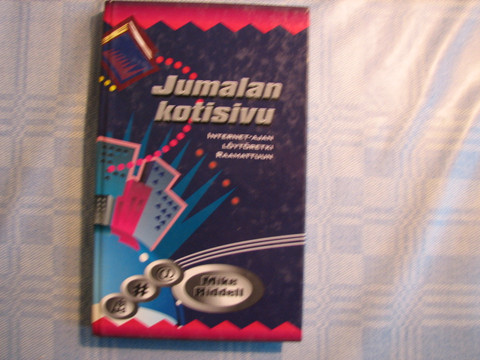 Jumalan
kotisivu
INTERNET-AJAN
LÖYTÖRETKI
RAAMATTUUN
@
#
Mike
Riddell